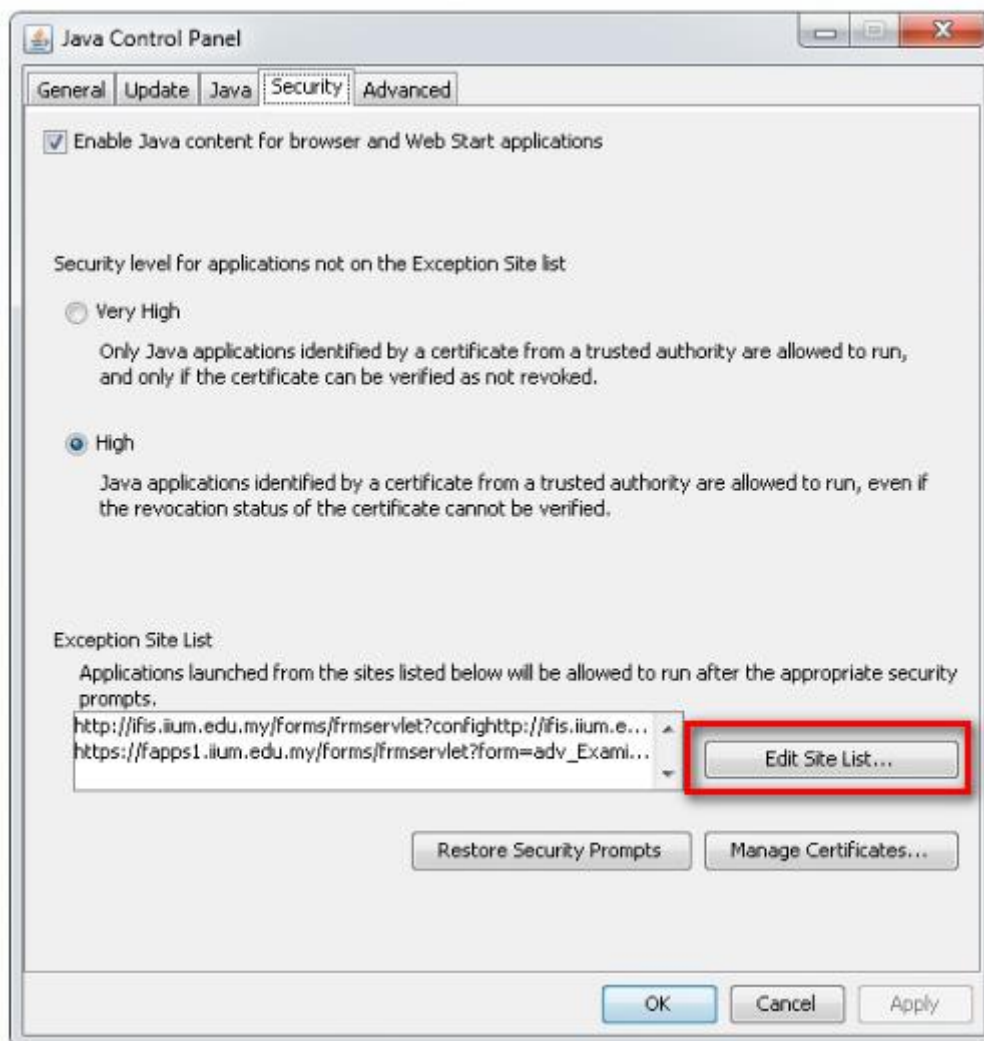 Java Control Panel
General Update Java Security Advanced
Enable Java content for browser and Web Start applications
Security level for applications not on the Exception Site list
Very High
Only Java applications identified by a certificate from a trusted authority are allowed to run,
and only if the certificate can be verified as not revoked.
High
Java applications identified by a certificate from a trusted authority are allowed to run, even if
the revocation status of the certificate cannot be verified.
Exception Site List
Applications launched from the sites listed below will be allowed to run after the appropriate security
prompts.
http://ifis.iium.edu.my/forms/frmservlet?confighttp://ifis.iium.e...
https://fapps1.iium.edu.my/forms/frmservlet?form=adv_Exami...
Edit Site List...
Restore Security Prompts Manage Certificates...
OK Cancel Apply